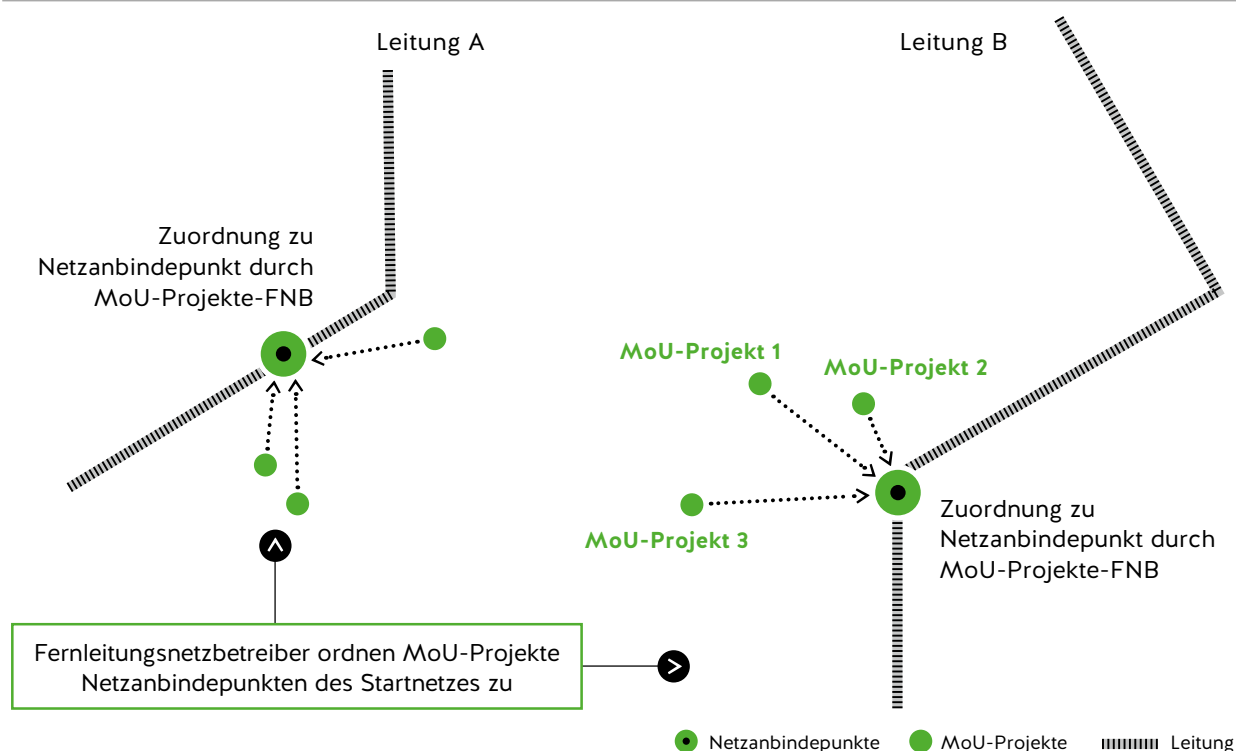 Leitung A
Leitung B
Zuordnung zu
Netzanbindepunkt durch
MoU-Projekte-FNB
MoU-Projekt 1
MoU-Projekt 2
MoU-Projekt 3
Zuordnung zu
Netzanbindepunkt durch
MoU-Projekte-FNB
Fernleitungsnetzbetreiber ordnen MoU-Projekte
Netzanbindepunkten des Startnetzes zu
Netzanbindepunkte MoU-Projekte Leitung